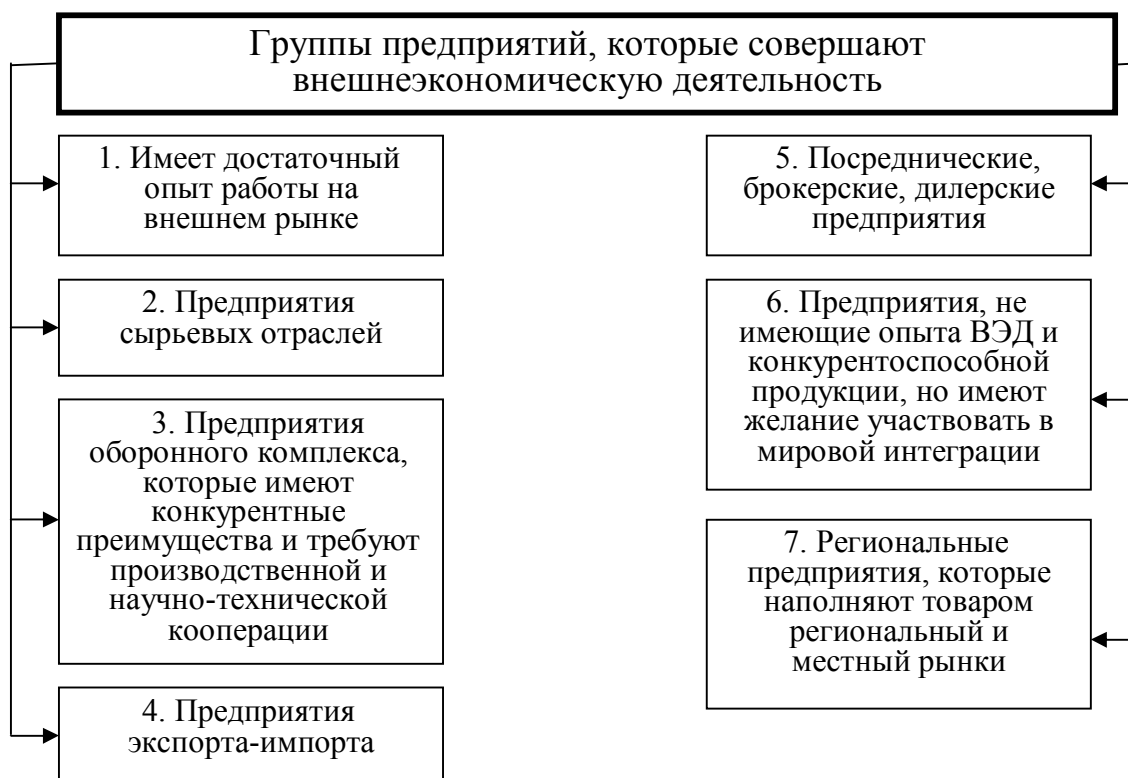 Группы предприятий, которые совершают
внешнеэкономическую деятельность
1. Имеет достаточный
опыт работы на
внешнем рынке
2. Предприятия
сырьевых отраслей
3. Предприятия
оборонного комплекса,
которые имеют
конкурентные
преимущества и требуют
производственной и
научно-технической
кооперации
4. Предприятия
экспорта-импорта
5. Посреднические,
брокерские, дилерские
предприятия
6. Предприятия, не
имеющие опыта ВЭД и
конкурентоспособной
продукции, но имеют
желание участвовать в
мировой интеграции
7. Региональные
предприятия, которые
наполняют товаром
региональный и
местный рынки